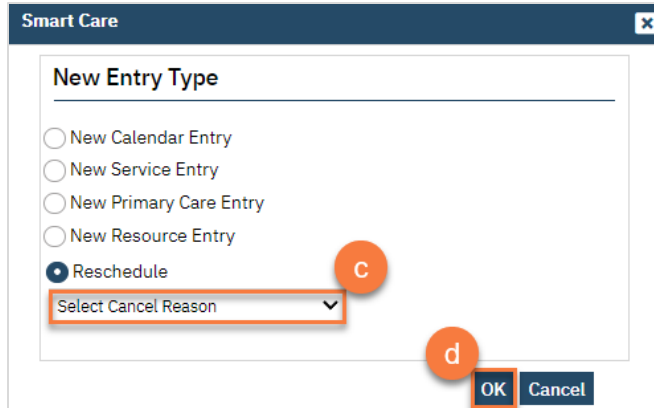 Smart Care
New Entry Type
New Calendar Entry
New Service Entry
New Primary Care Entry
New Resource Entry
Reschedule
c
Select Cancel Reason
d
OK Cancel